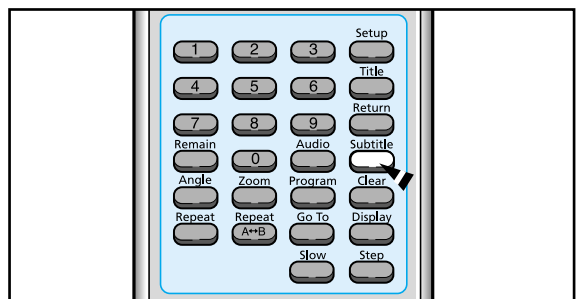 Setup
1 2 3
Title
4 5 6
Return
7 8 9
Remain Audio Subtitle
0
Angle Zoom Program Clear
Repeat Repeat Go To Display
A↔B
Slow Step